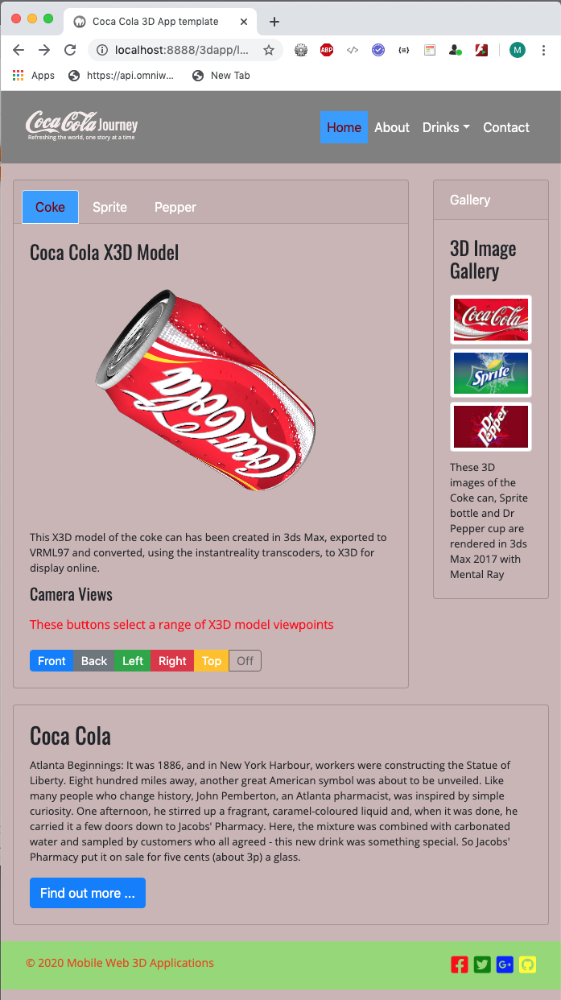 Coca Cola 3D App template
localhost:8888/3dapp/l...
ABP
M
Apps
https://api.omniw...
New Tab
Coca Cola Journey
Refreshing the world, one story at a time
Home
About
Drinks
Contact
Coke
Sprite
Pepper
Coca Cola X3D Model
Coca Cola
Coca Cola
This X3D model of the coke can has been created in 3ds Max, exported to
VRML97 and converted, using the instantreality transcoders, to X3D for
display online.
Camera Views
These buttons select a range of X3D model viewpoints
Front
Back
Left
Right
Top
Off
Gallery
3D Image
Gallery
Coca Cola
Sprite
Dr
Pepper
These 3D
images of the
Coke can, Sprite
bottle and Dr
Pepper cup are
rendered in 3ds
Max 2017 with
Mental Ray
Coca Cola
Atlanta Beginnings: It was 1886, and in New York Harbour, workers were constructing the Statue of
Liberty. Eight hundred miles away, another great American symbol was about to be unveiled. Like
many people who change history, John Pemberton, an Atlanta pharmacist, was inspired by simple
curiosity. One afternoon, he stirred up a fragrant, caramel-coloured liquid and, when it was done, he
carried it a few doors down to Jacobs' Pharmacy. Here, the mixture was combined with carbonated
water and sampled by customers who all agreed - this new drink was something special. So Jacobs'
Pharmacy put it on sale for five cents (about 3p) a glass.
Find out more ...
© 2020 Mobile Web 3D Applications
G+